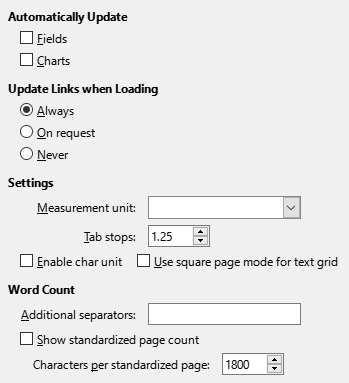 Automatically Update
Fields
Charts
Update Links when Loading
Always
On request
Never
Settings
Measurement unit:
Tab stops: 1.25
Enable char unit Use square page mode for text grid
Word Count
Additional separators:
Show standardized page count
Characters per standardized page: 1800